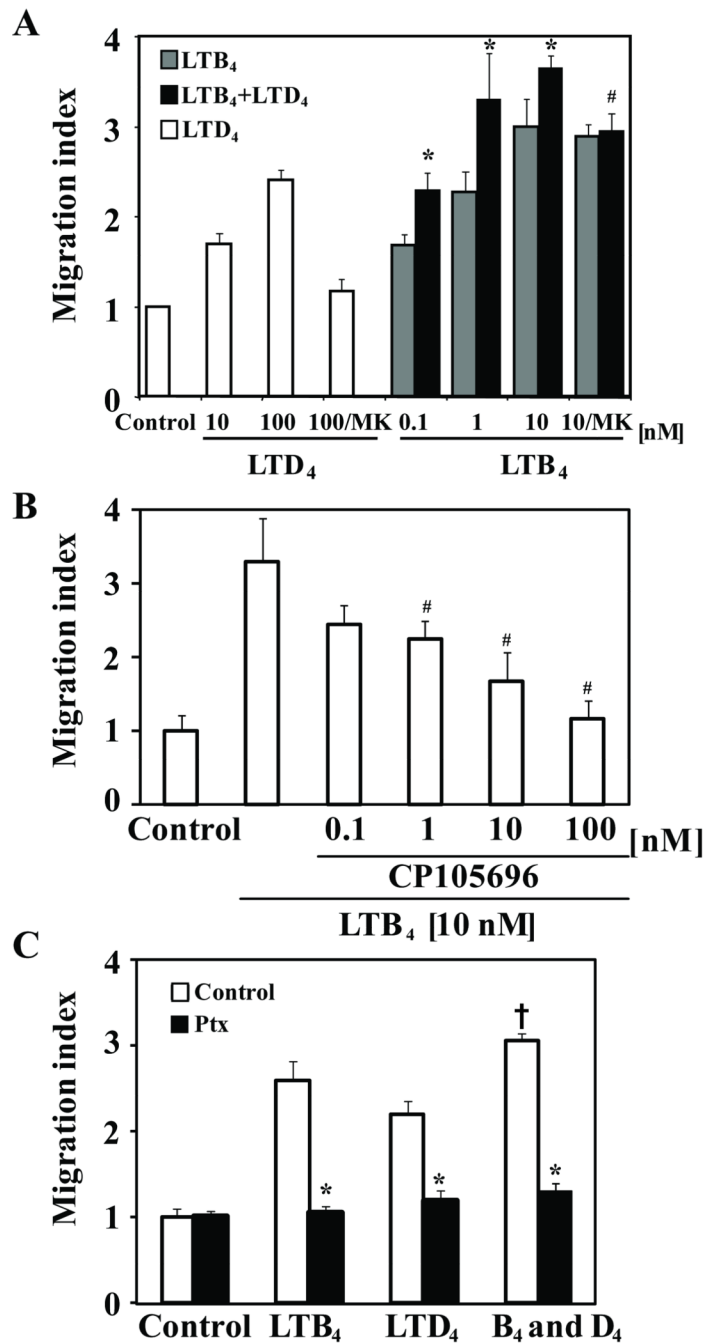 A
4
3
2
1
0
Migration index
LTB₄
LTB₄+LTD₄
LTD₄
* * * #
Control 10 100 100/MK 0.1 1 10 10/MK [nM]
LTD₄ LTB₄
B
4
3
2
1
0
Migration index
# # #
Control 0.1 1 10 100 [nM]
CP105696
LTB₄ [10 nM]
C
4
3
2
1
0
Migration index
Control
Ptx
†
* * *
Control LTB₄ LTD₄ B₄ and D₄